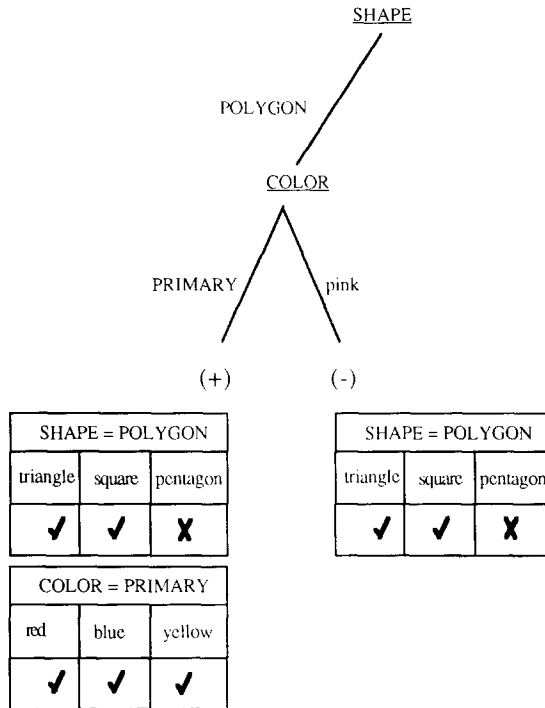 SHAPE
POLYGON
COLOR
PRIMARY
pink
(+)
(-)
SHAPE = POLYGON
triangle square pentagon
✓ ✓ X
COLOR = PRIMARY
red blue yellow
✓ ✓ ✓
SHAPE = POLYGON
triangle square pentagon
✓ ✓ X